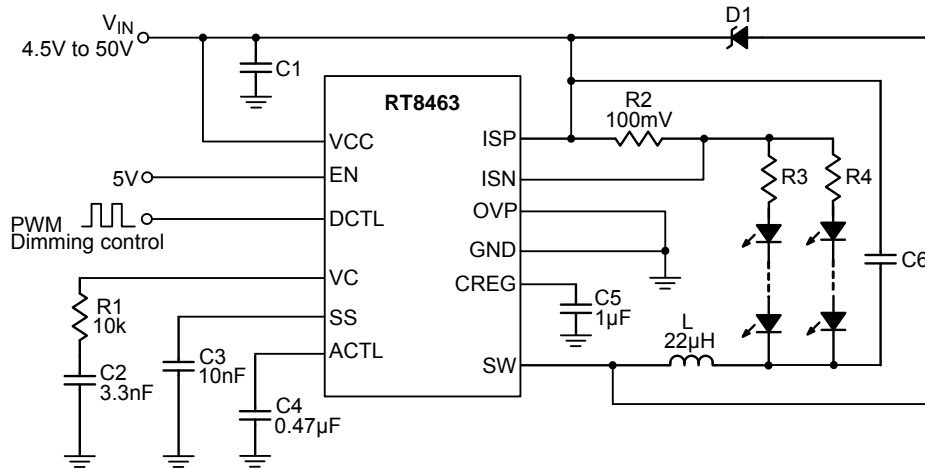 VIN
4.5V to 50V
D1
C1
RT8463
R2
100mV
VCC
ISP
R3
R4
5V
EN
ISN
PWM
Dimming control
DCTL
OVP
GND
C6
VC
CREG
R1
10k
C5
1µF
SS
L
22µH
C3
10nF
ACTL
SW
C2
3.3nF
C4
0.47µF